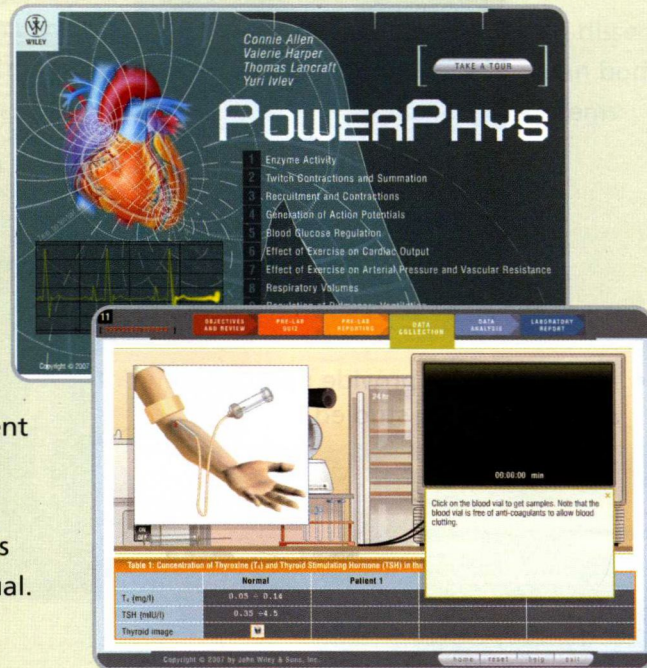 WILEY
Connie Allen
Valerie Harper
Thomas Lancraft
Yuri Ivlev
TAKE A TOUR
POWERPHYS
1 Enzyme Activity
2 Twitch Contractions and Summation
3 Recruitment and Contractions
4 Generation of Action Potentials
5 Blood Glucose Regulation
6 Effect of Exercise on Cardiac Output
7 Effect of Exercise on Arterial Pressure and Vascular Resistance
8 Respiratory Volumes
Copyright © 2007
11
OBJECTIVES AND REVIEW
PRE-LAB QUIZ
PRE-LAB REPORTING
DATA COLLECTION
DATA ANALYSIS
LABORATORY REPORT
00:00:00 min
Click on the blood vial to get samples. Note that the
blood vial is free of anti-coagulants to allow blood
clotting.
ON
OFF
Table 1: Concentration of Thyroxine (T₄) and Thyroid Stimulating Hormone (TSH) in the
Normal Patient 1
T₄ (mg/l) 0.05 ÷ 0.14
TSH (mIU/l) 0.35 ÷4.5
Thyroid image
Copyright © 2007 by John Wiley & Sons, Inc.
home reset help exit
ent
s
al.